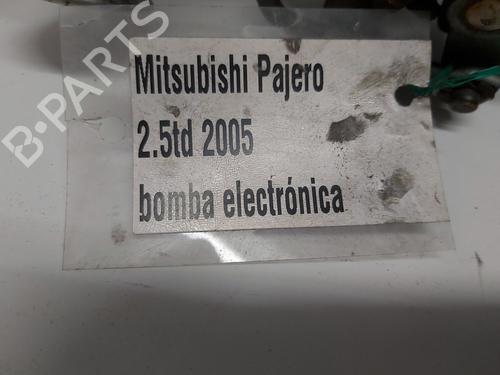 B-PARTS
Mitsubishi Pajero
2.5td 2005
bomba electrónica